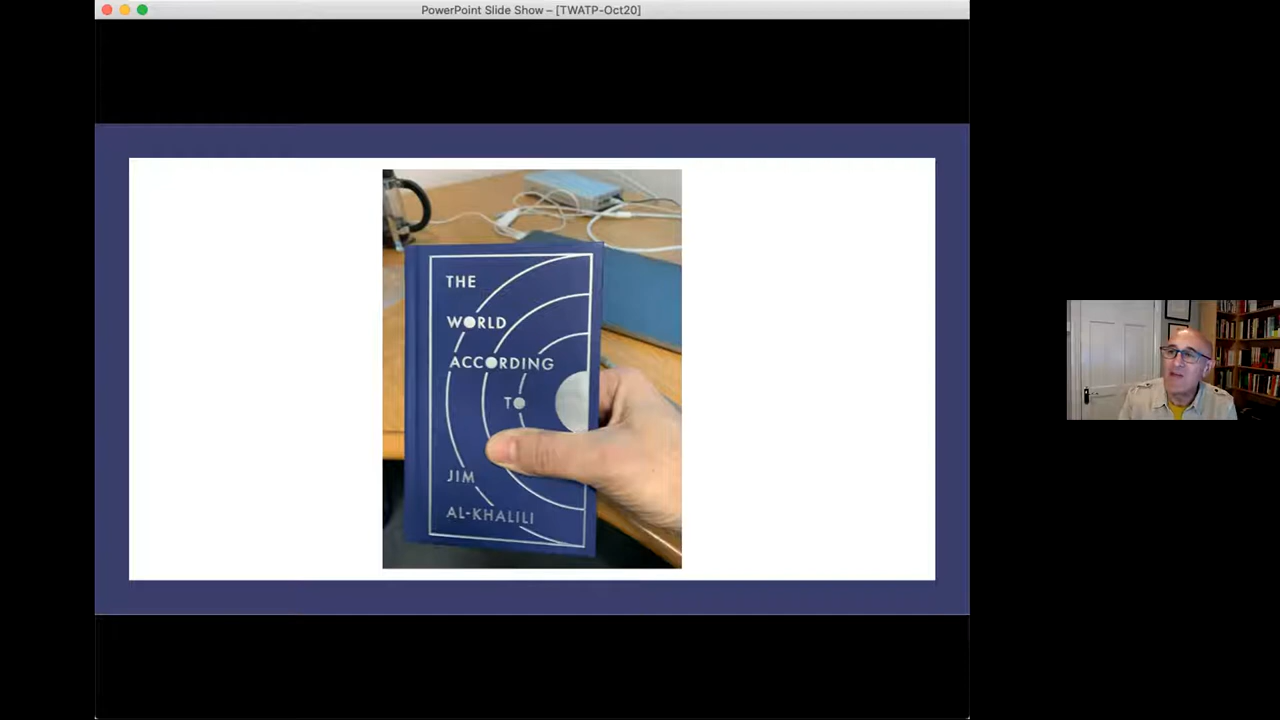 PowerPoint Slide Show – [TWATP-Oct20]
THE
WORLD
ACCORDING
TO
JIM
AL-KHALILI